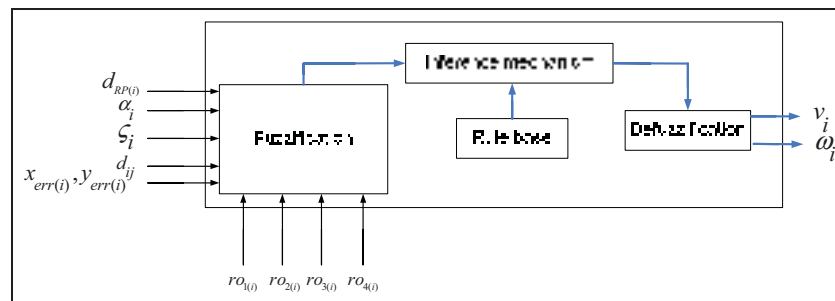 Inference mechanism
d_RP(i)
α_i
ς_i
Fuzzification
Rule base
Defuzzification
v_i
ω_i
d_ij
x_err(i), y_err(i)
ro_1(i) ro_2(i) ro_3(i) ro_4(i)